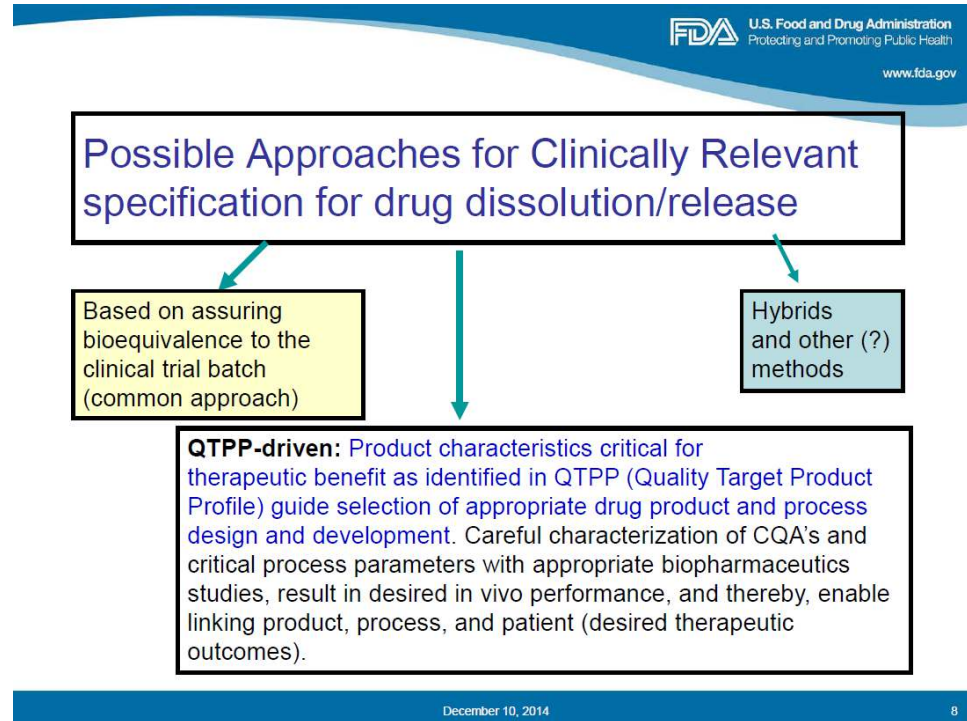 FDA
U.S. Food and Drug Administration
Protecting and Promoting Public Health
www.fda.gov
Possible Approaches for Clinically Relevant
specification for drug dissolution/release
Based on assuring
bioequivalence to the
clinical trial batch
(common approach)
Hybrids
and other (?)
methods
QTPP-driven: Product characteristics critical for
therapeutic benefit as identified in QTPP (Quality Target Product
Profile) guide selection of appropriate drug product and process
design and development. Careful characterization of CQA's and
critical process parameters with appropriate biopharmaceutics
studies, result in desired in vivo performance, and thereby, enable
linking product, process, and patient (desired therapeutic
outcomes).
December 10, 2014
8